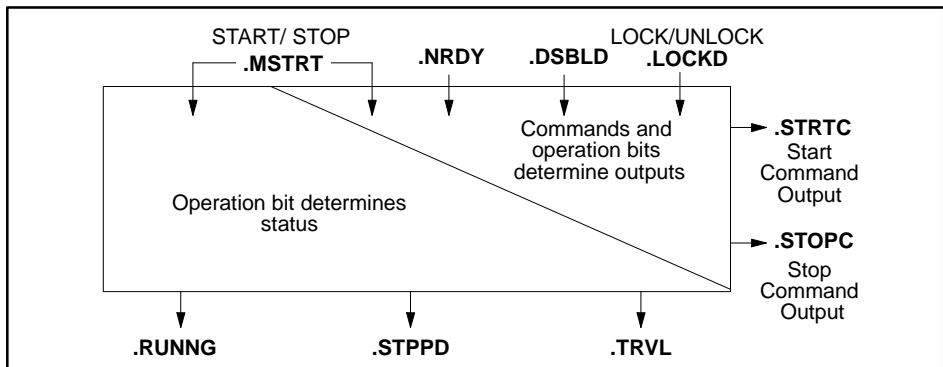 START/ STOP
.MSTRT
.NRDY
.DSBLD
LOCK/UNLOCK
.LOCKD
Commands and
operation bits
determine outputs
Operation bit determines
status
.STRTC
Start
Command
Output
.STOPC
Stop
Command
Output
.RUNNG
.STPPD
.TRVL